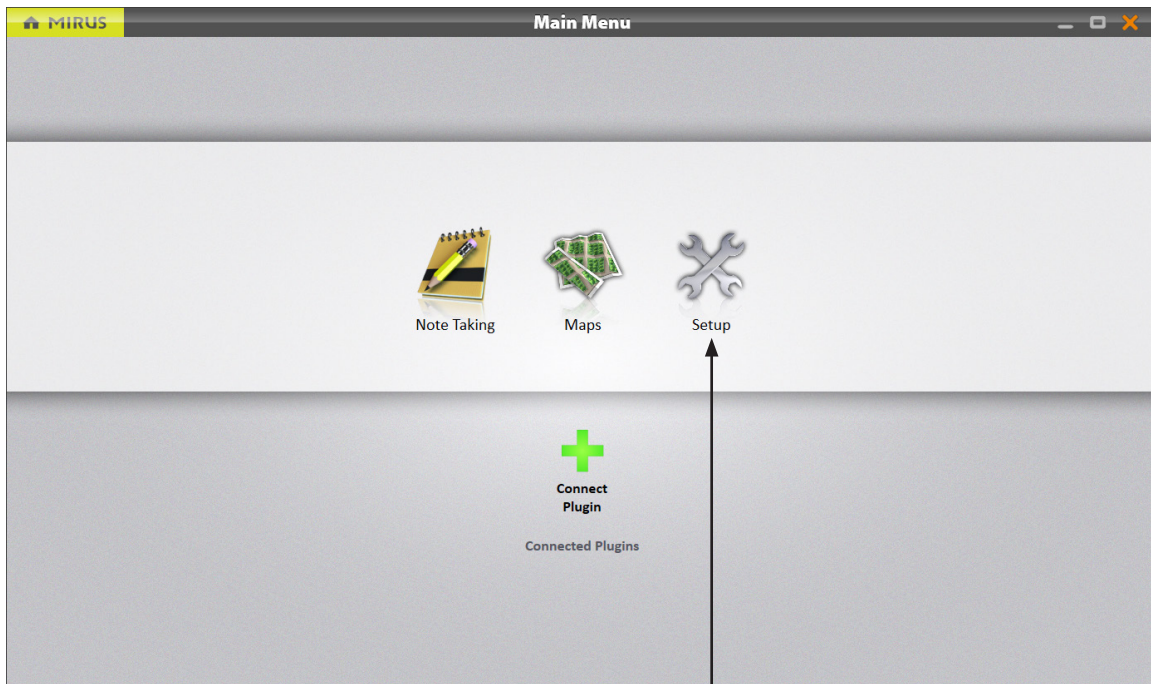 MIRUS
Main Menu
Note Taking
Maps
Setup
Connect
Plugin
Connected Plugins